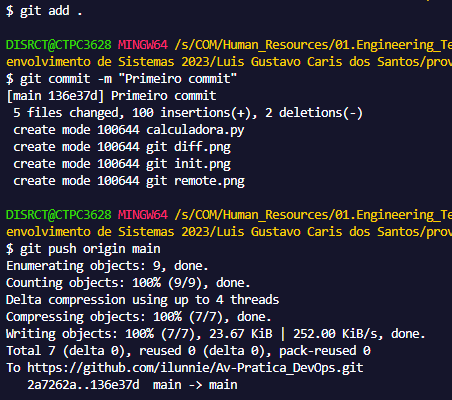 $ git add .
DISRCT@CTPC3628 MINGW64 /s/COM/Human_Resources/01.Engineering_Te
envolvimento de Sistemas 2023/Luis Gustavo Caris dos Santos/prov
$ git commit -m "Primeiro commit"
[main 136e37d] Primeiro commit
 5 files changed, 100 insertions(+), 2 deletions(-)
 create mode 100644 calculadora.py
 create mode 100644 git diff.png
 create mode 100644 git init.png
 create mode 100644 git remote.png
DISRCT@CTPC3628 MINGW64 /s/COM/Human_Resources/01.Engineering_Te
envolvimento de Sistemas 2023/Luis Gustavo Caris dos Santos/prov
$ git push origin main
Enumerating objects: 9, done.
Counting objects: 100% (9/9), done.
Delta compression using up to 4 threads
Compressing objects: 100% (7/7), done.
Writing objects: 100% (7/7), 23.67 KiB | 252.00 KiB/s, done.
Total 7 (delta 0), reused 0 (delta 0), pack-reused 0
To https://github.com/ilunnie/Av-Pratica_DevOps.git
   2a7262a..136e37d  main -> main